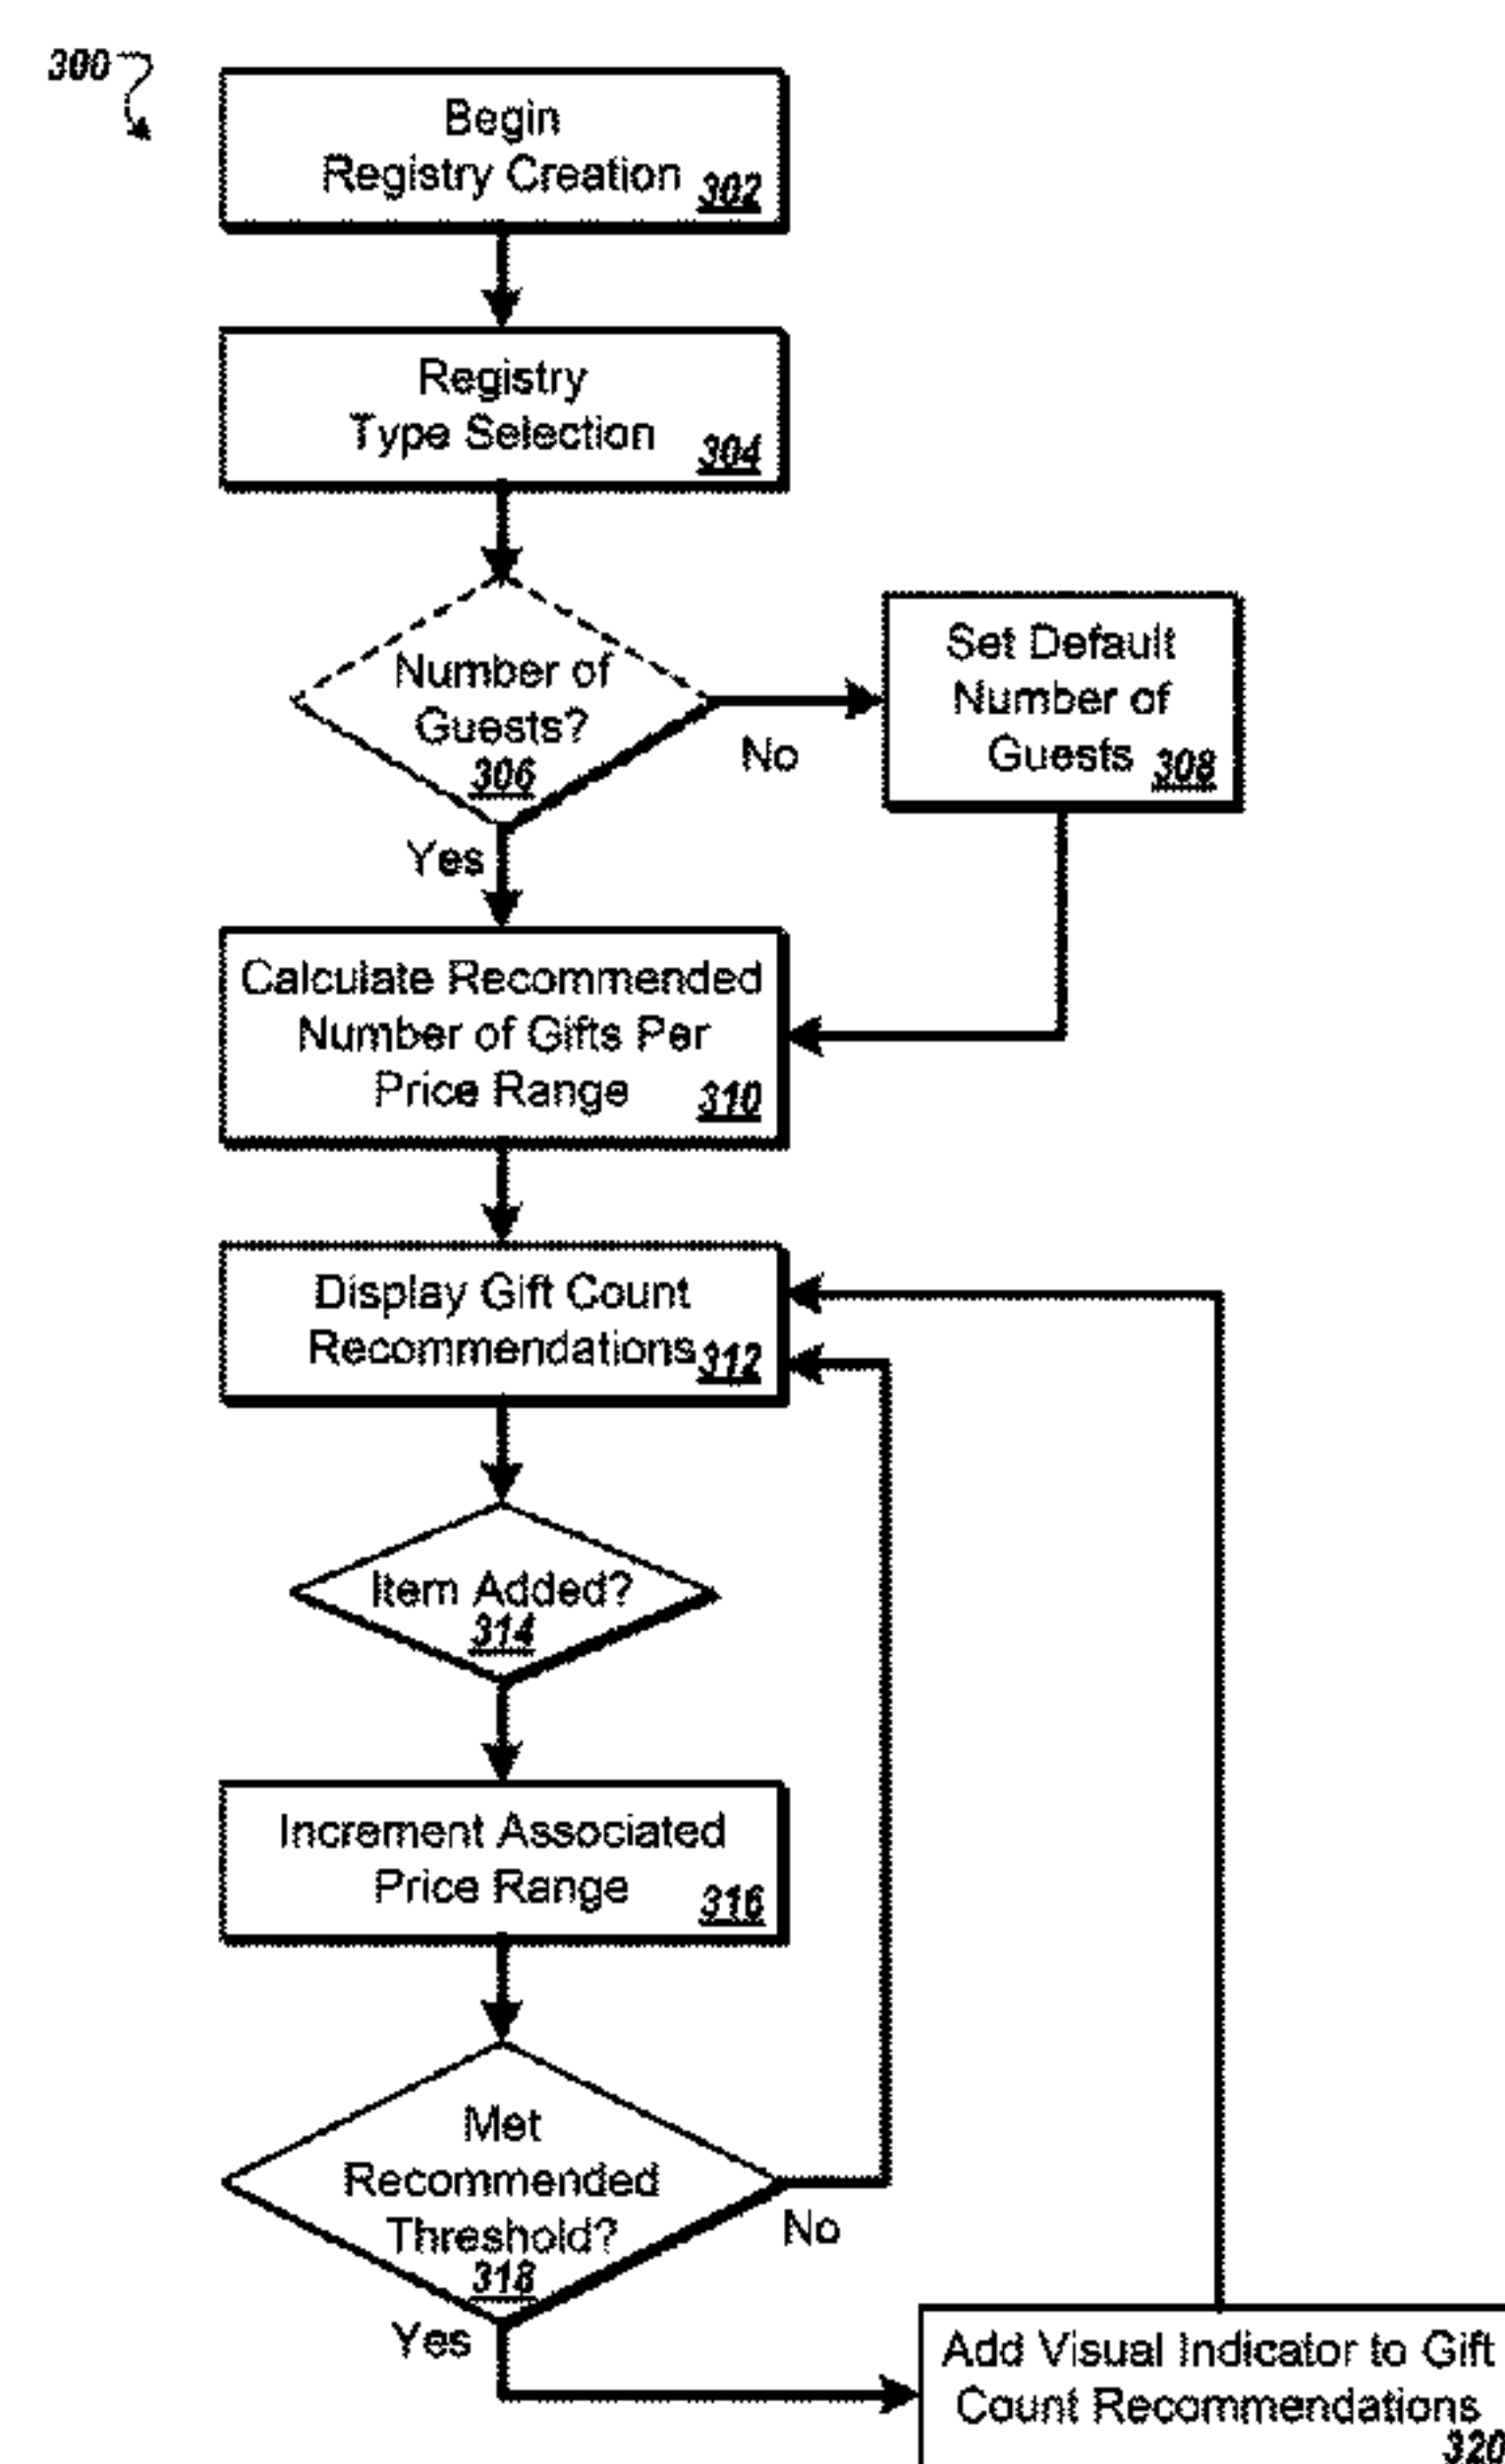 300
Begin
Registry Creation 302
Registry
Type Selection 304
Number of
Guests?
306
No
Set Default
Number of
Guests 308
Yes
Calculate Recommended
Number of Gifts Per
Price Range 310
Display Gift Count
Recommendations 312
Item Added?
314
Increment Associated
Price Range 316
Met
Recommended
Threshold?
318
No
Yes
Add Visual Indicator to Gift
Count Recommendations
320